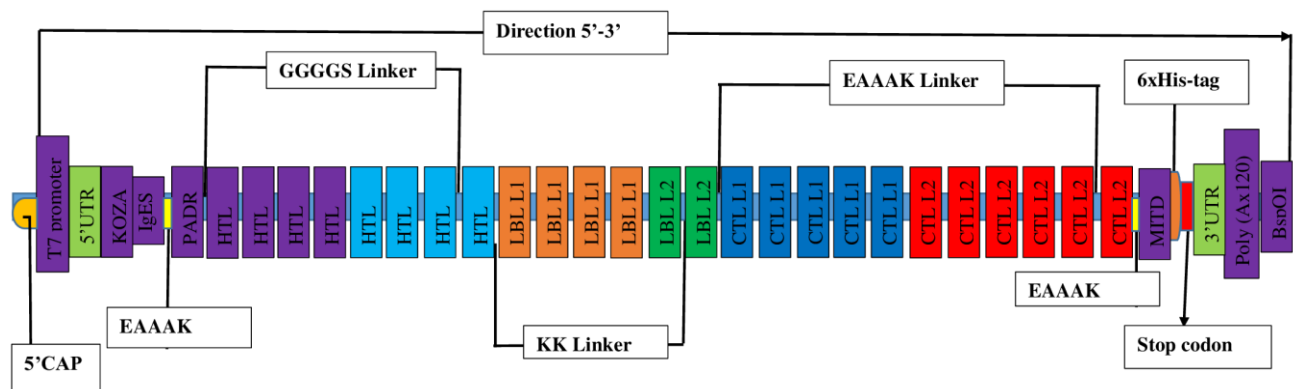 Direction 5’-3’
GGGGS Linker
EAAAK Linker
6xHis-tag
T7 promoter
5’UTR
KOZA
IgES
PADR
HTL
HTL
HTL
HTL
HTL
HTL
HTL
HTL
LBL L1
LBL L1
LBL L1
LBL L1
LBL L2
LBL L2
CTL L1
CTL L1
CTL L1
CTL L1
CTL L1
CTL L2
CTL L2
CTL L2
CTL L2
CTL L2
CTL L2
MITD
3’UTR
Poly (Ax120)
BspOI
EAAAK
EAAAK
KK Linker
Stop codon
5’CAP